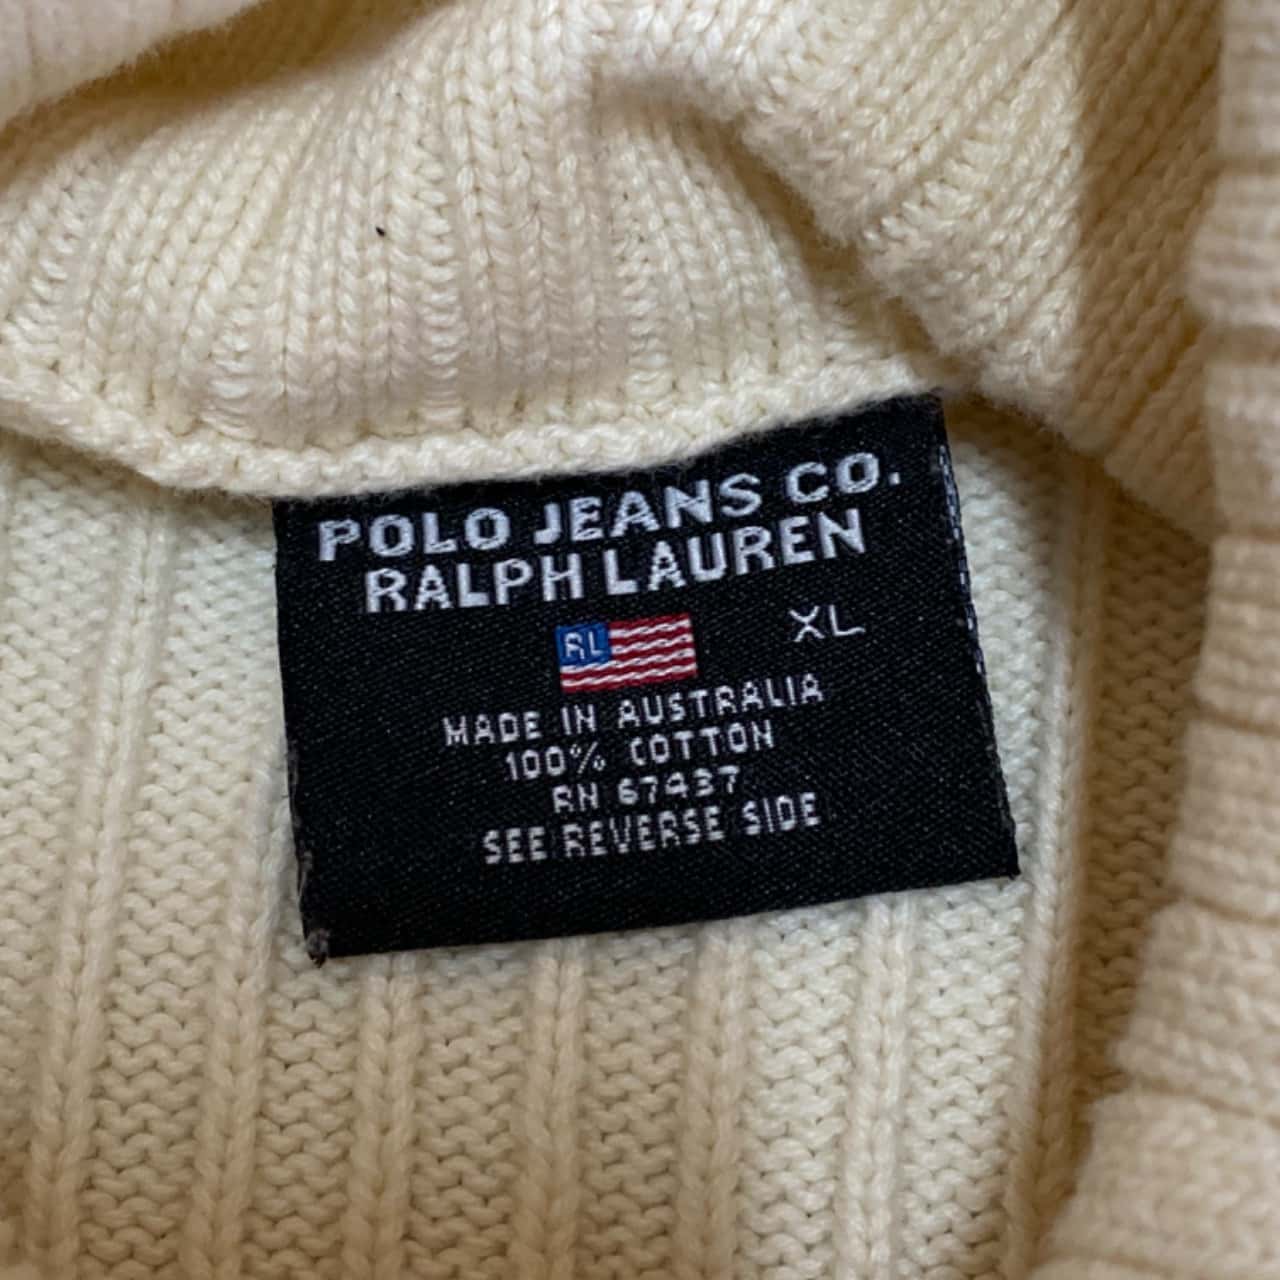 POLO JEANS CO.
RALPH LAUREN
RL
XL
MADE IN AUSTRALIA
100% COTTON
RN 67437
SEE REVERSE SIDE